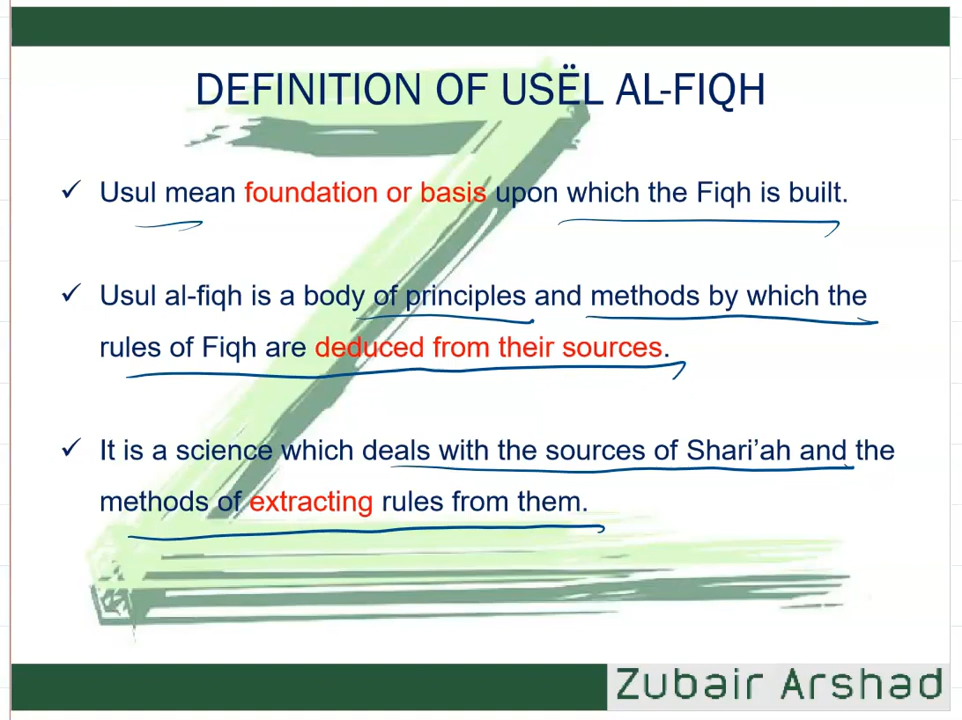 DEFINITION OF USËL AL-FIQH
✓ Usul mean foundation or basis upon which the Fiqh is built.
✓ Usul al-fiqh is a body of principles and methods by which the
rules of Fiqh are deduced from their sources.
✓ It is a science which deals with the sources of Shari’ah and the
methods of extracting rules from them.
Zubair Arshad